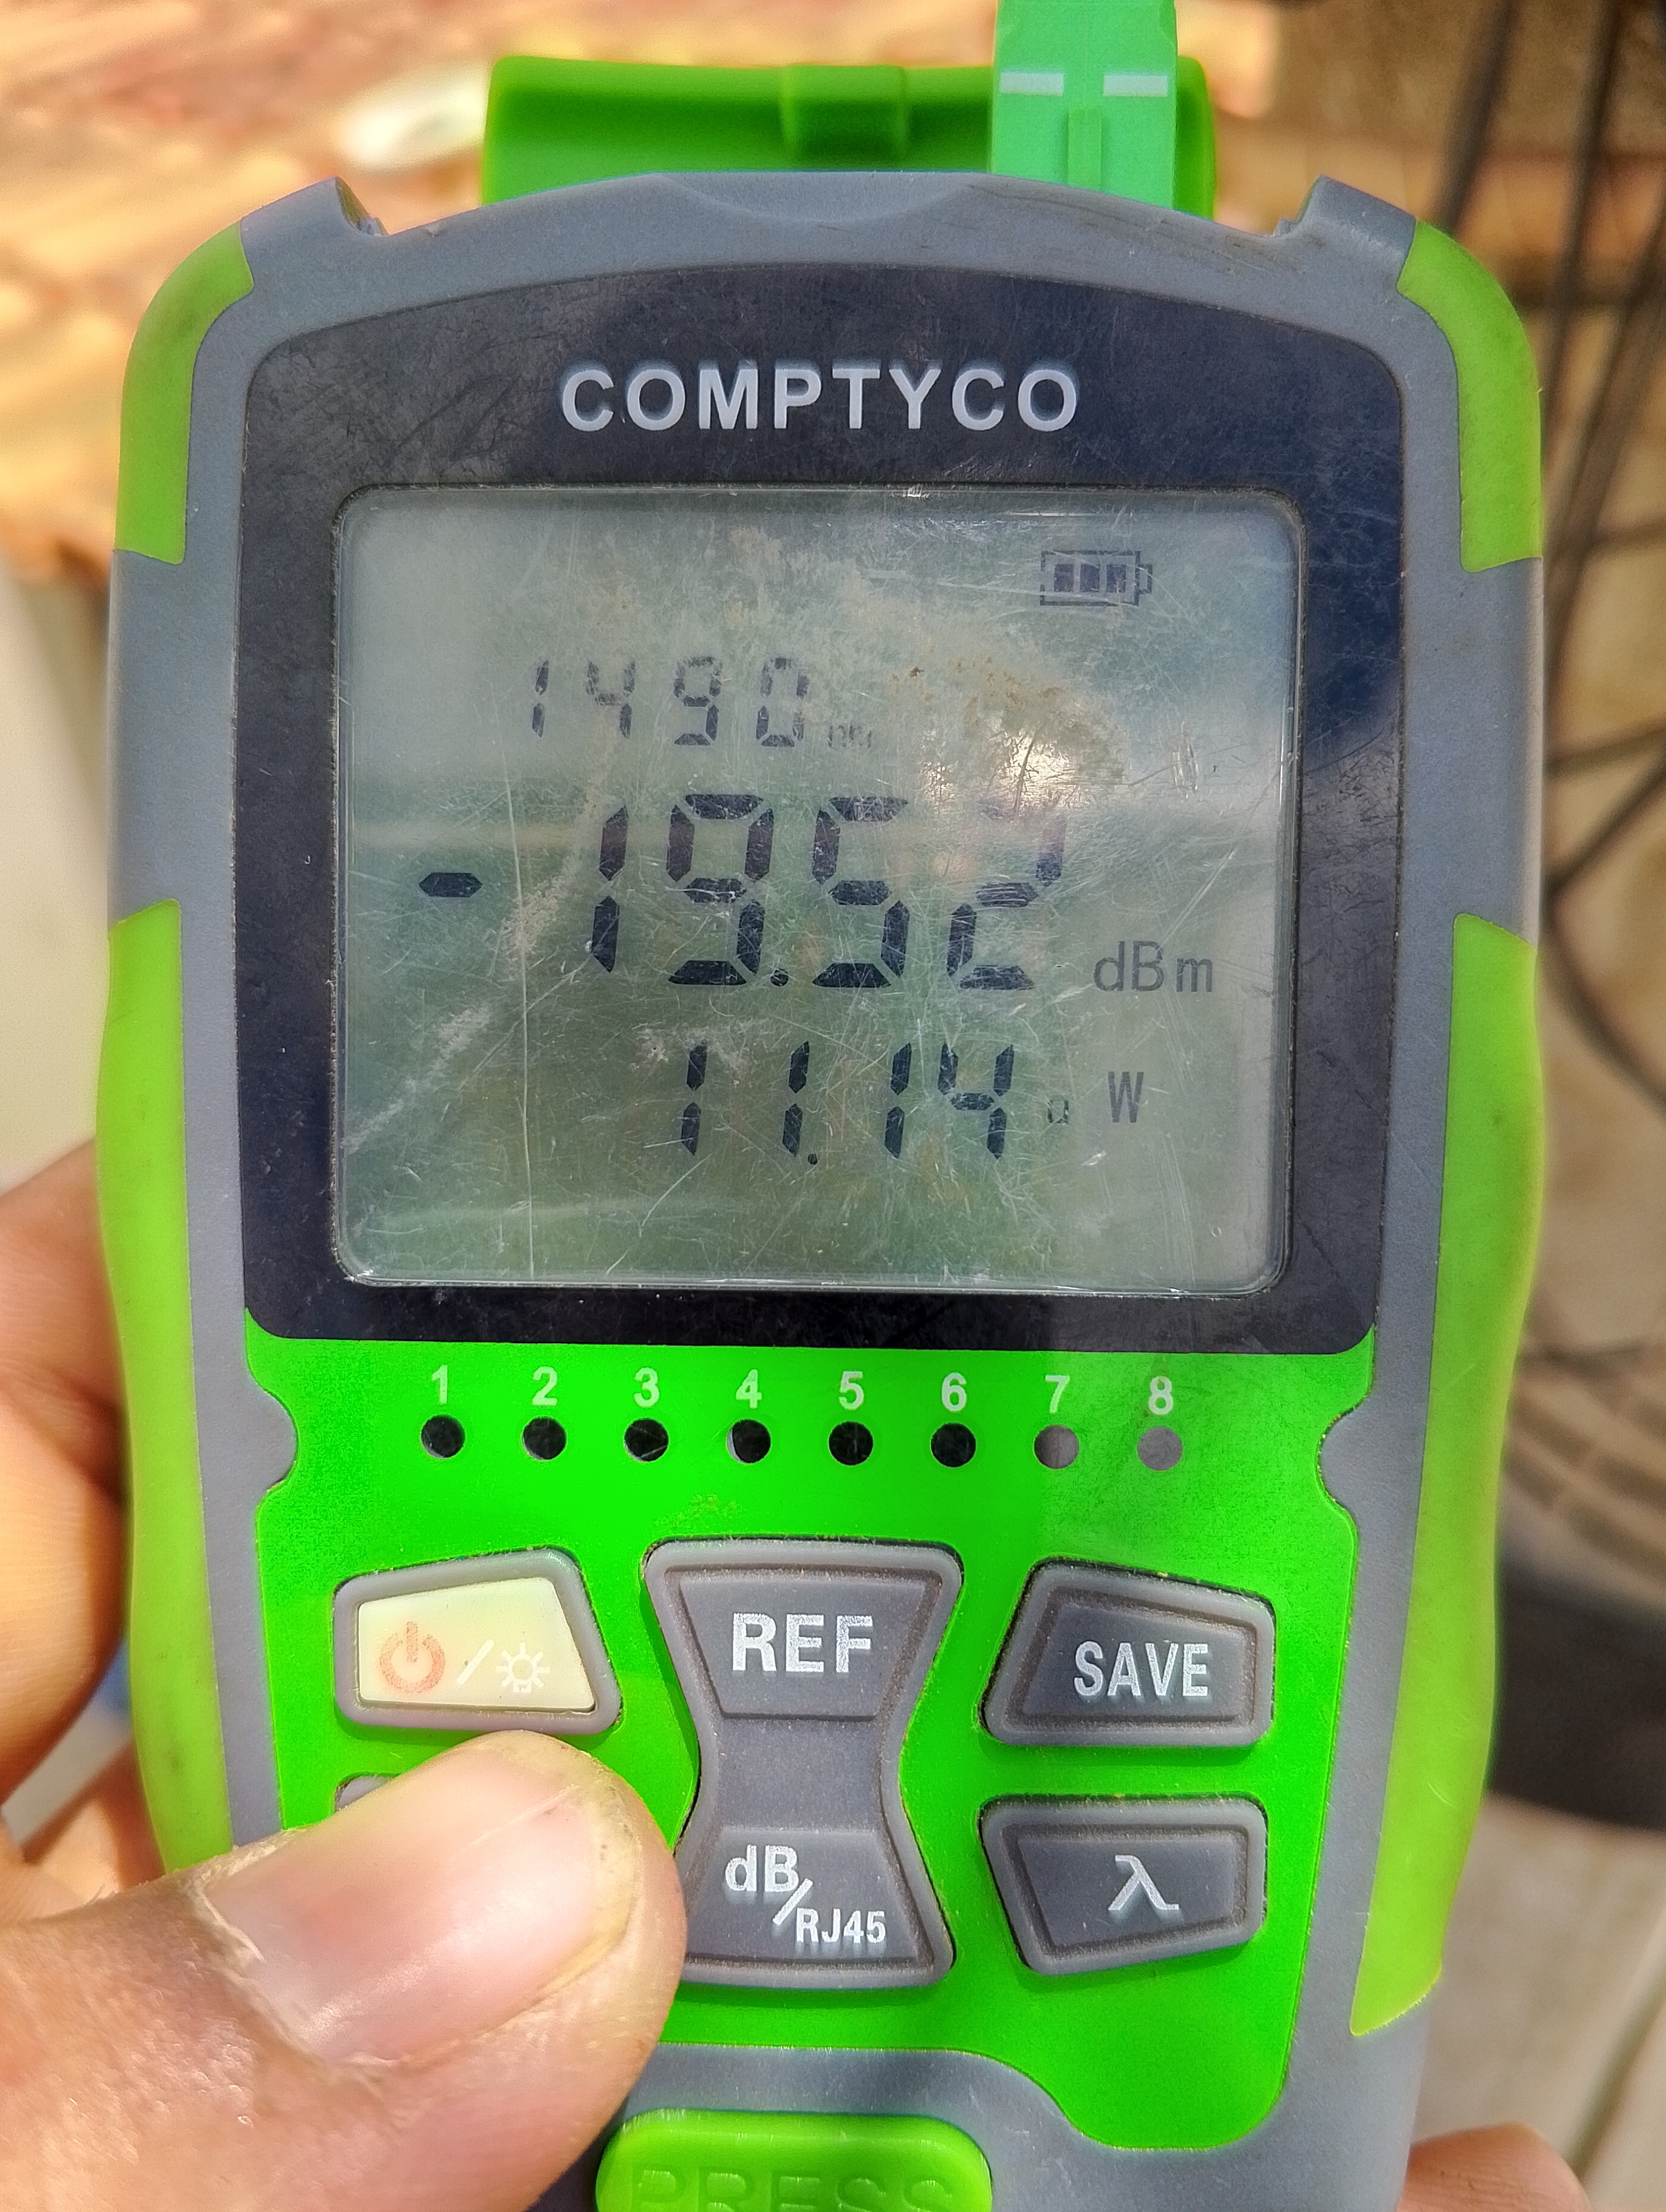 COMPTYCO
1490 nm
-19.52 dBm
11.14 u W
1 2 3 4 5 6 7 8
/
REF
SAVE
dB/RJ45
λ
PRESS